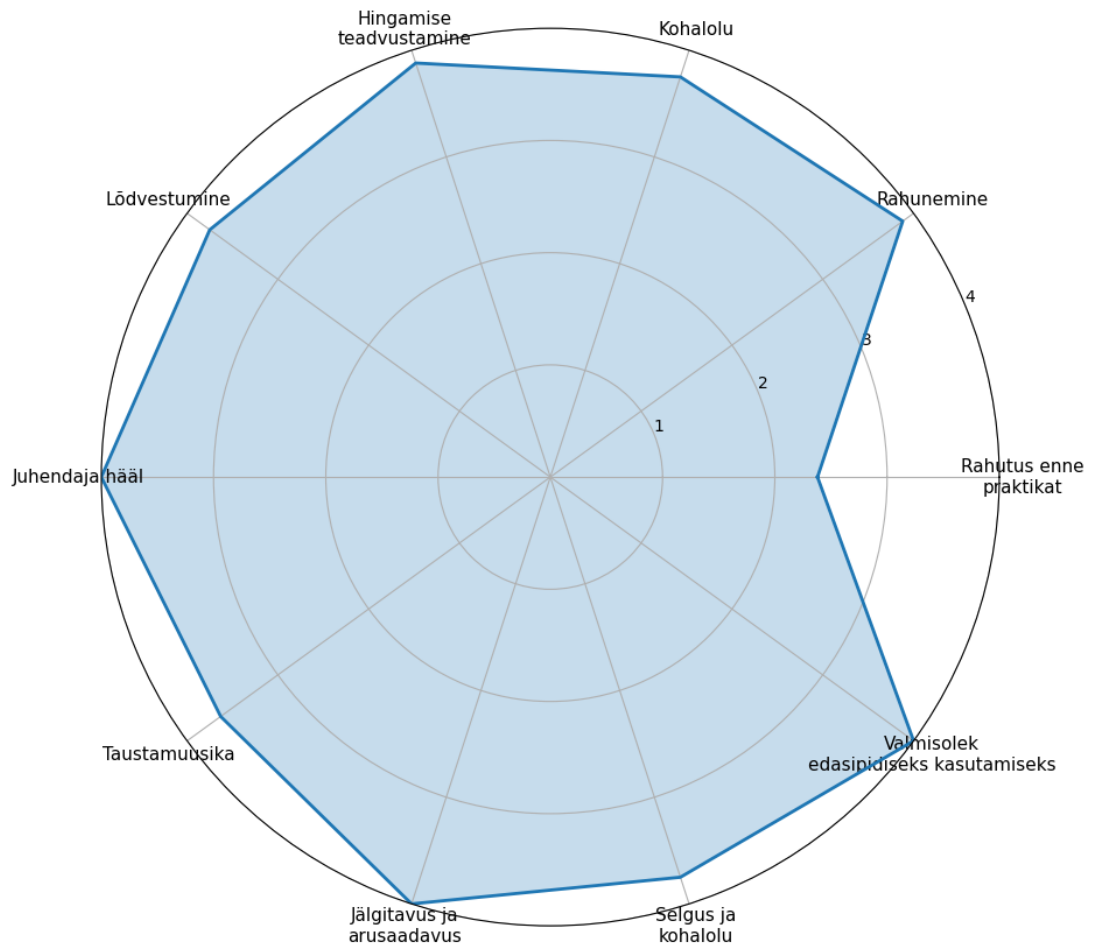 Hingamise
teadvustamine
Kohalolu
Lõdvestumine
Rahunemine
4
3
2
1
Juhendaja hääl
Rahutus enne
praktikat
Taustamuusika
Valmisolek
edasipidiseks kasutamiseks
Jälgitavus ja
arusaadavus
Selgus ja
kohalolu